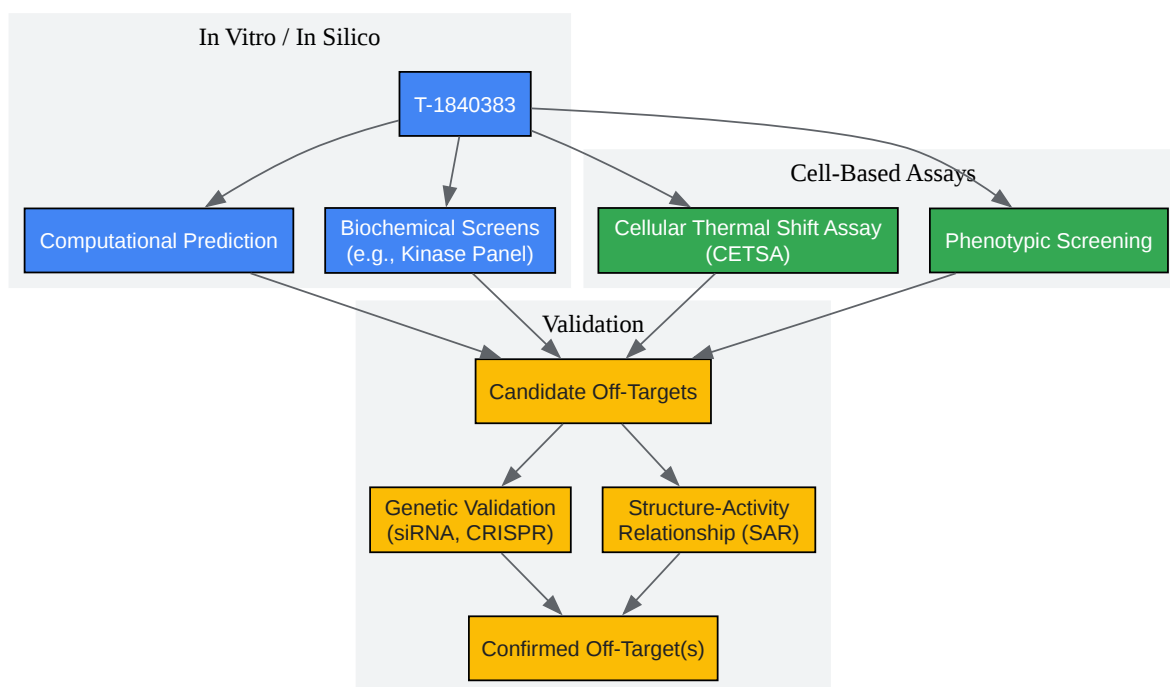 In Vitro / In Silico
T-1840383
Cell-Based Assays
Computational Prediction
Biochemical Screens
(e.g., Kinase Panel)
Cellular Thermal Shift Assay
(CETSA)
Phenotypic Screening
Validation
Candidate Off-Targets
Genetic Validation
(siRNA, CRISPR)
Structure-Activity
Relationship (SAR)
Confirmed Off-Target(s)